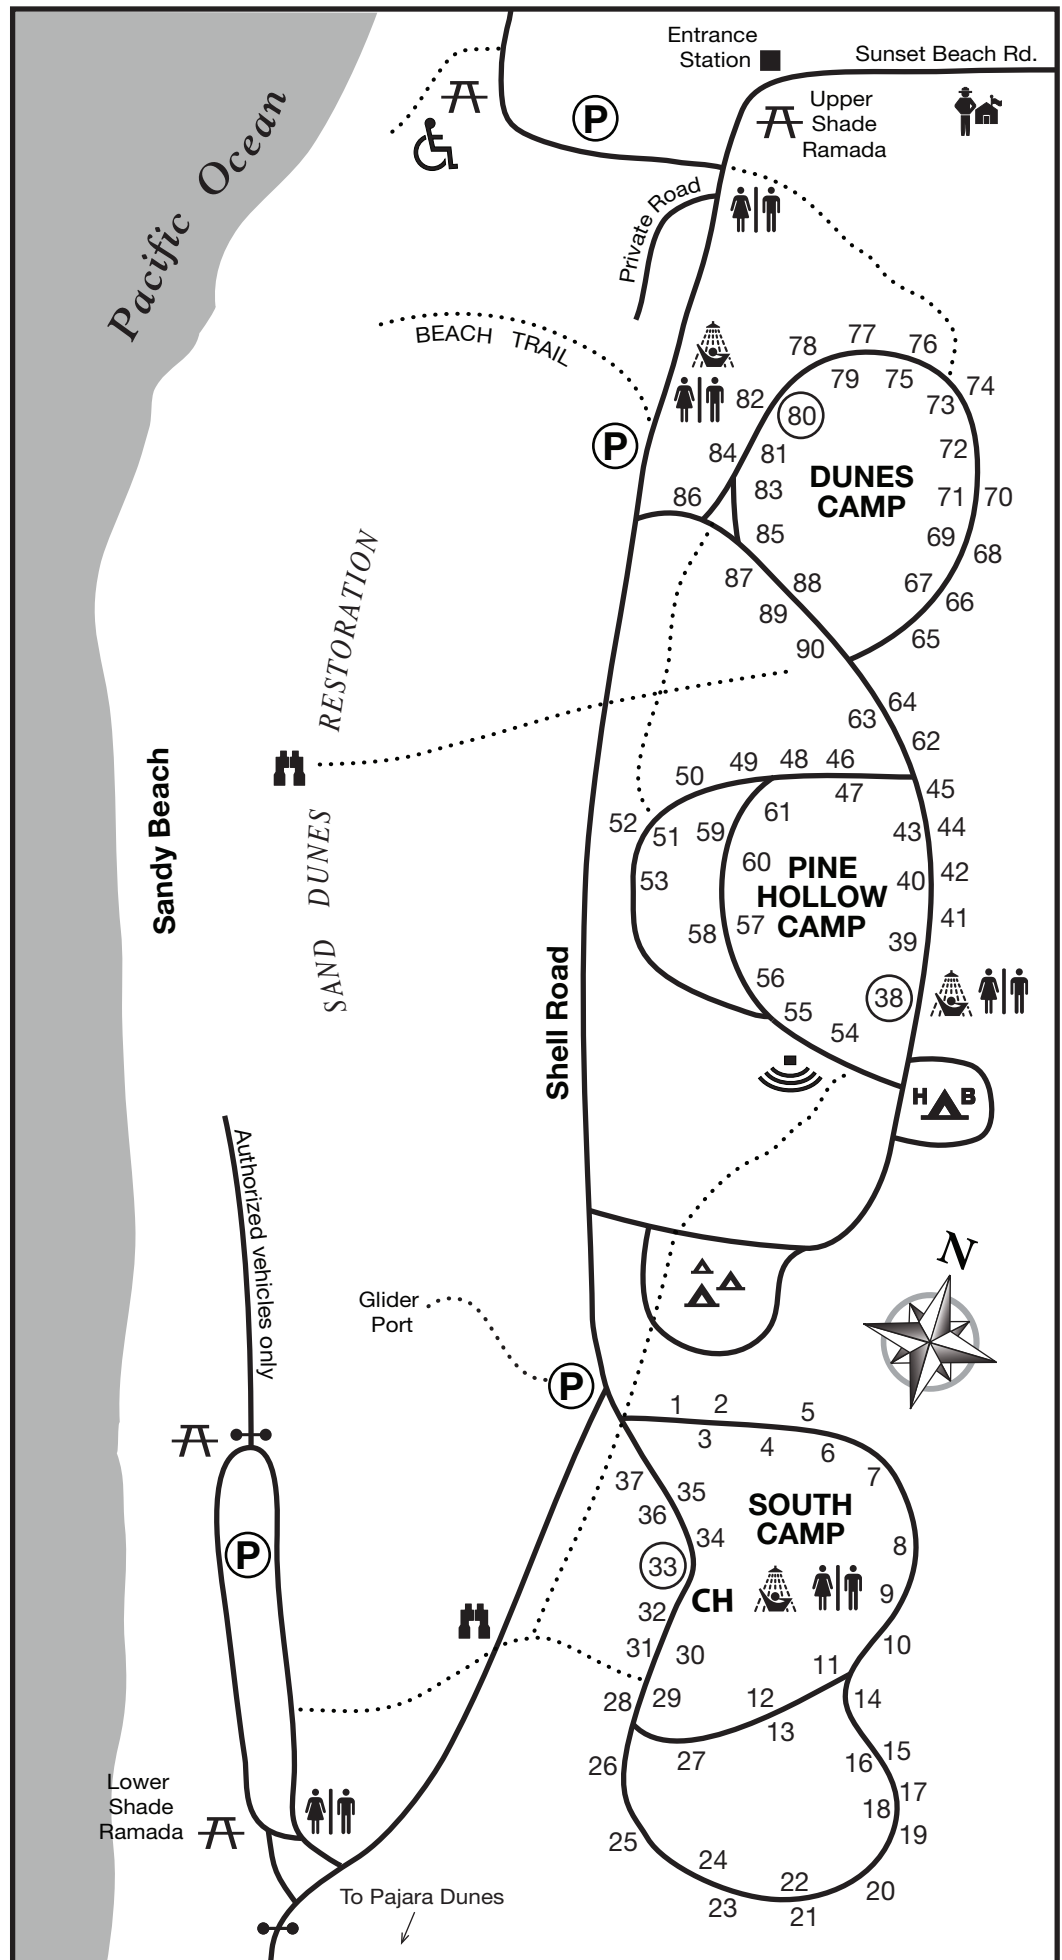 Entrance
Station
Sunset Beach Rd.
Upper
Shade
Ramada
P
Pacific Ocean
Private Road
BEACH TRAIL
P
78
77
76
79
75
74
73
82
80
84
81
72
DUNES
CAMP
86
83
71
70
85
69
68
87
88
67
66
89
65
90
64
63
62
SAND DUNES RESTORATION
Sandy Beach
50
49
48
46
47
45
61
52
51
59
43
44
60
PINE
HOLLOW
CAMP
53
40
42
57
41
58
39
56
38
55
54
Shell Road
H B
Authorized vehicles only
N
Glider
Port
P
1
2
5
3
4
6
7
37
35
SOUTH
CAMP
36
34
8
P
33
CH
9
32
31
30
10
11
28
29
12
14
13
27
26
16
15
17
18
19
25
24
22
20
23
21
Lower
Shade
Ramada
To Pajara Dunes